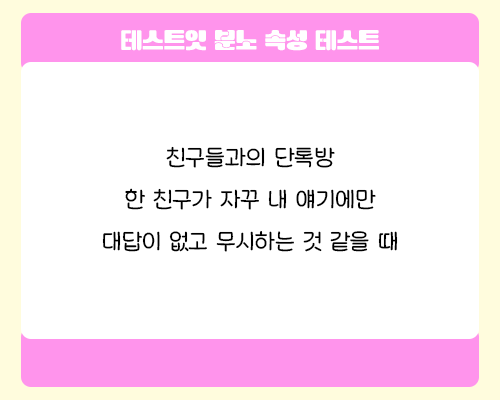 테스트잇 분노 속성 테스트
친구들과의 단톡방
한 친구가 자꾸 내 얘기에만
대답이 없고 무시하는 것 같을 때